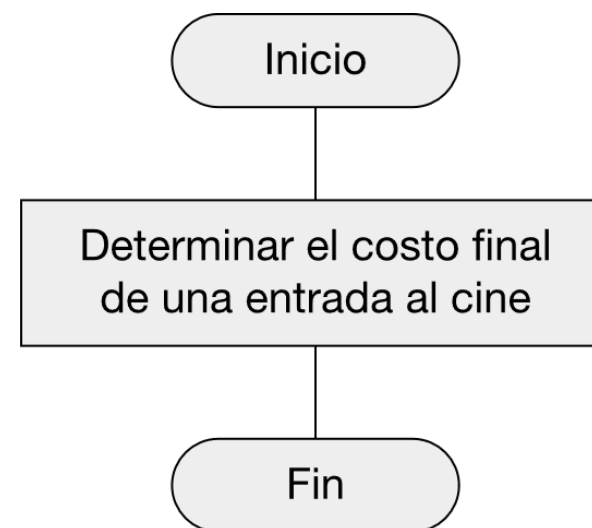 Inicio
Determinar el costo final
de una entrada al cine
Fin